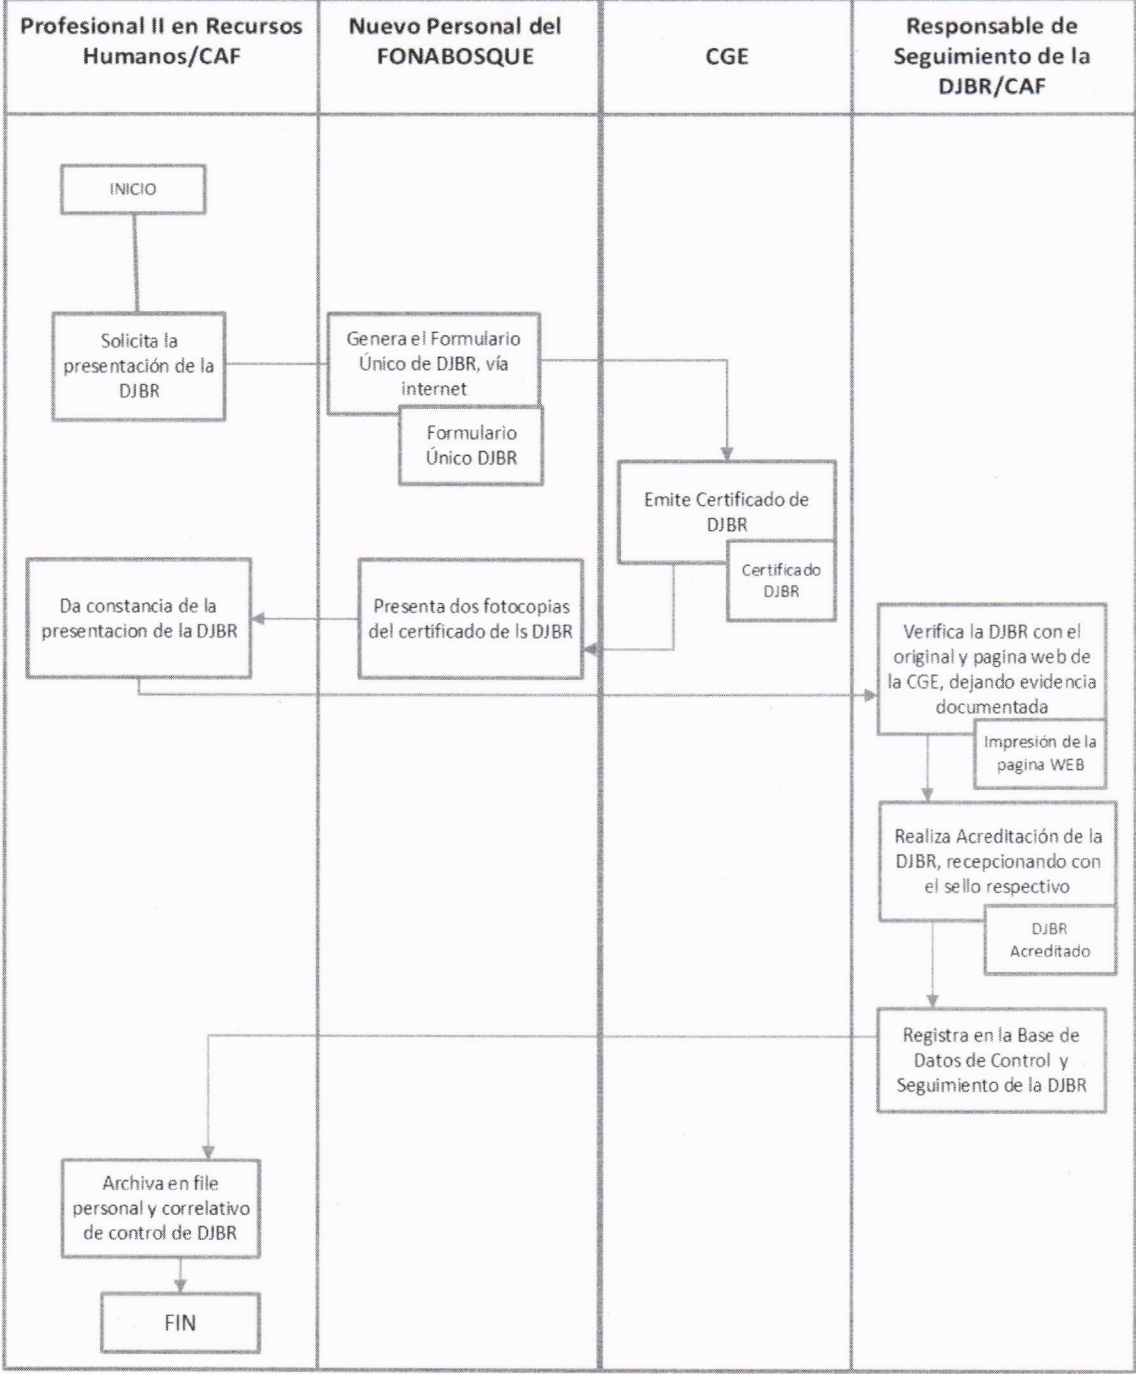 Profesional II en Recursos
Humanos/CAF
Nuevo Personal del
FONABOSQUE
CGE
Responsable de
Seguimiento de la
DJBR/CAF
INICIO
Solicita la
presentación de la
DJBR
Genera el Formulario
Único de DJBR, vía
internet
Formulario
Único DJBR
Emite Certificado de
DJBR
Certificado
DJBR
Presenta dos fotocopias
del certificado de ls DJBR
Da constancia de la
presentacion de la DJBR
Verifica la DJBR con el
original y pagina web de
la CGE, dejando evidencia
documentada
Impresión de la
pagina WEB
Realiza Acreditación de la
DJBR, recepcionando con
el sello respectivo
DJBR
Acreditado
Registra en la Base de
Datos de Control y
Seguimiento de la DJBR
Archiva en file
personal y correlativo
de control de DJBR
FIN